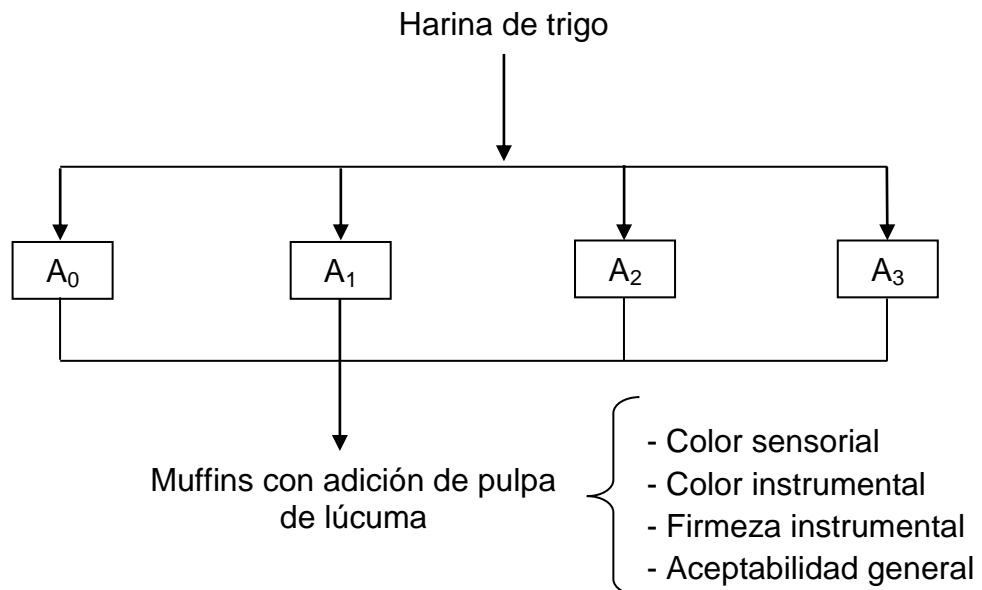 Harina de trigo
A₀
A₁
A₂
A₃
Muffins con adición de pulpa
de lúcuma
- Color sensorial
- Color instrumental
- Firmeza instrumental
- Aceptabilidad general